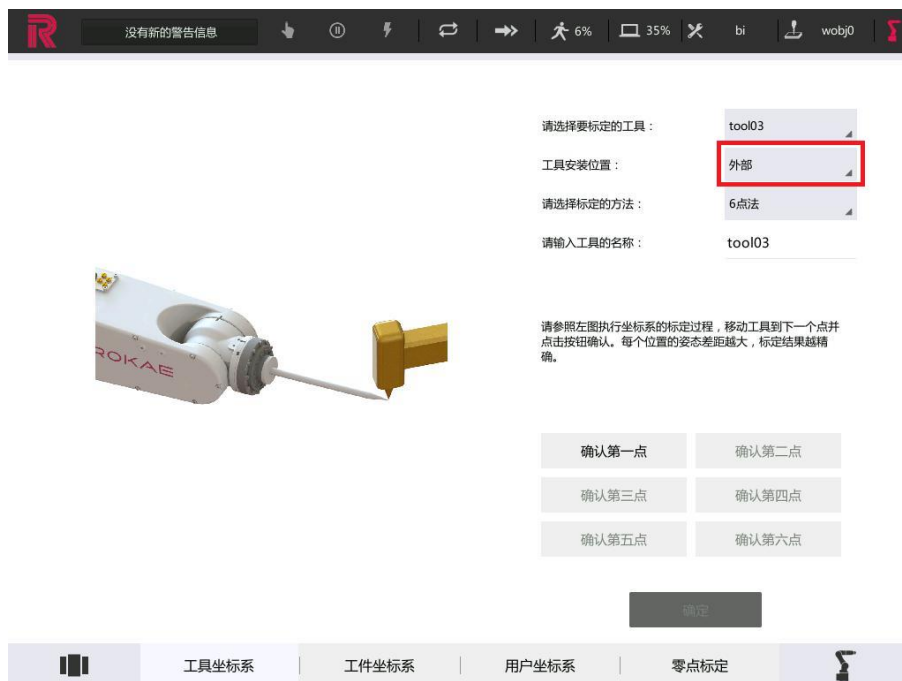 没有新的警告信息
6%
35%
bi
wobj0
请选择要标定的工具：
tool03
工具安装位置：
外部
请选择标定的方法：
6点法
请输入工具的名称：
tool03
请参照左图执行坐标系的标定过程，移动工具到下一个点并
点击按钮确认。每个位置的姿态差距越大，标定结果越精
确。
ROKAE
确认第一点
确认第二点
确认第三点
确认第四点
确认第五点
确认第六点
确定
工具坐标系
工件坐标系
用户坐标系
零点标定